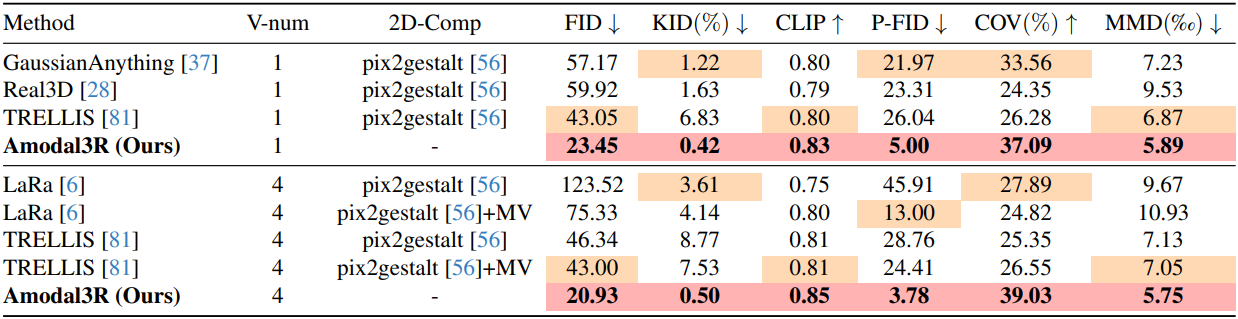 Method V-num 2D-Comp FID ↓ KID(%) ↓ CLIP ↑ P-FID ↓ COV(%) ↑ MMD(‰) ↓
GaussianAnything [37] 1 pix2gestalt [56] 57.17 1.22 0.80 21.97 33.56 7.23
Real3D [28] 1 pix2gestalt [56] 59.92 1.63 0.79 23.31 24.35 9.53
TRELLIS [81] 1 pix2gestalt [56] 43.05 6.83 0.80 26.04 26.28 6.87
Amodal3R (Ours) 1 - 23.45 0.42 0.83 5.00 37.09 5.89
LaRa [6] 4 pix2gestalt [56] 123.52 3.61 0.75 45.91 27.89 9.67
LaRa [6] 4 pix2gestalt [56]+MV 75.33 4.14 0.80 13.00 24.82 10.93
TRELLIS [81] 4 pix2gestalt [56] 46.34 8.77 0.81 28.76 25.35 7.13
TRELLIS [81] 4 pix2gestalt [56]+MV 43.00 7.53 0.81 24.41 26.55 7.05
Amodal3R (Ours) 4 - 20.93 0.50 0.85 3.78 39.03 5.75